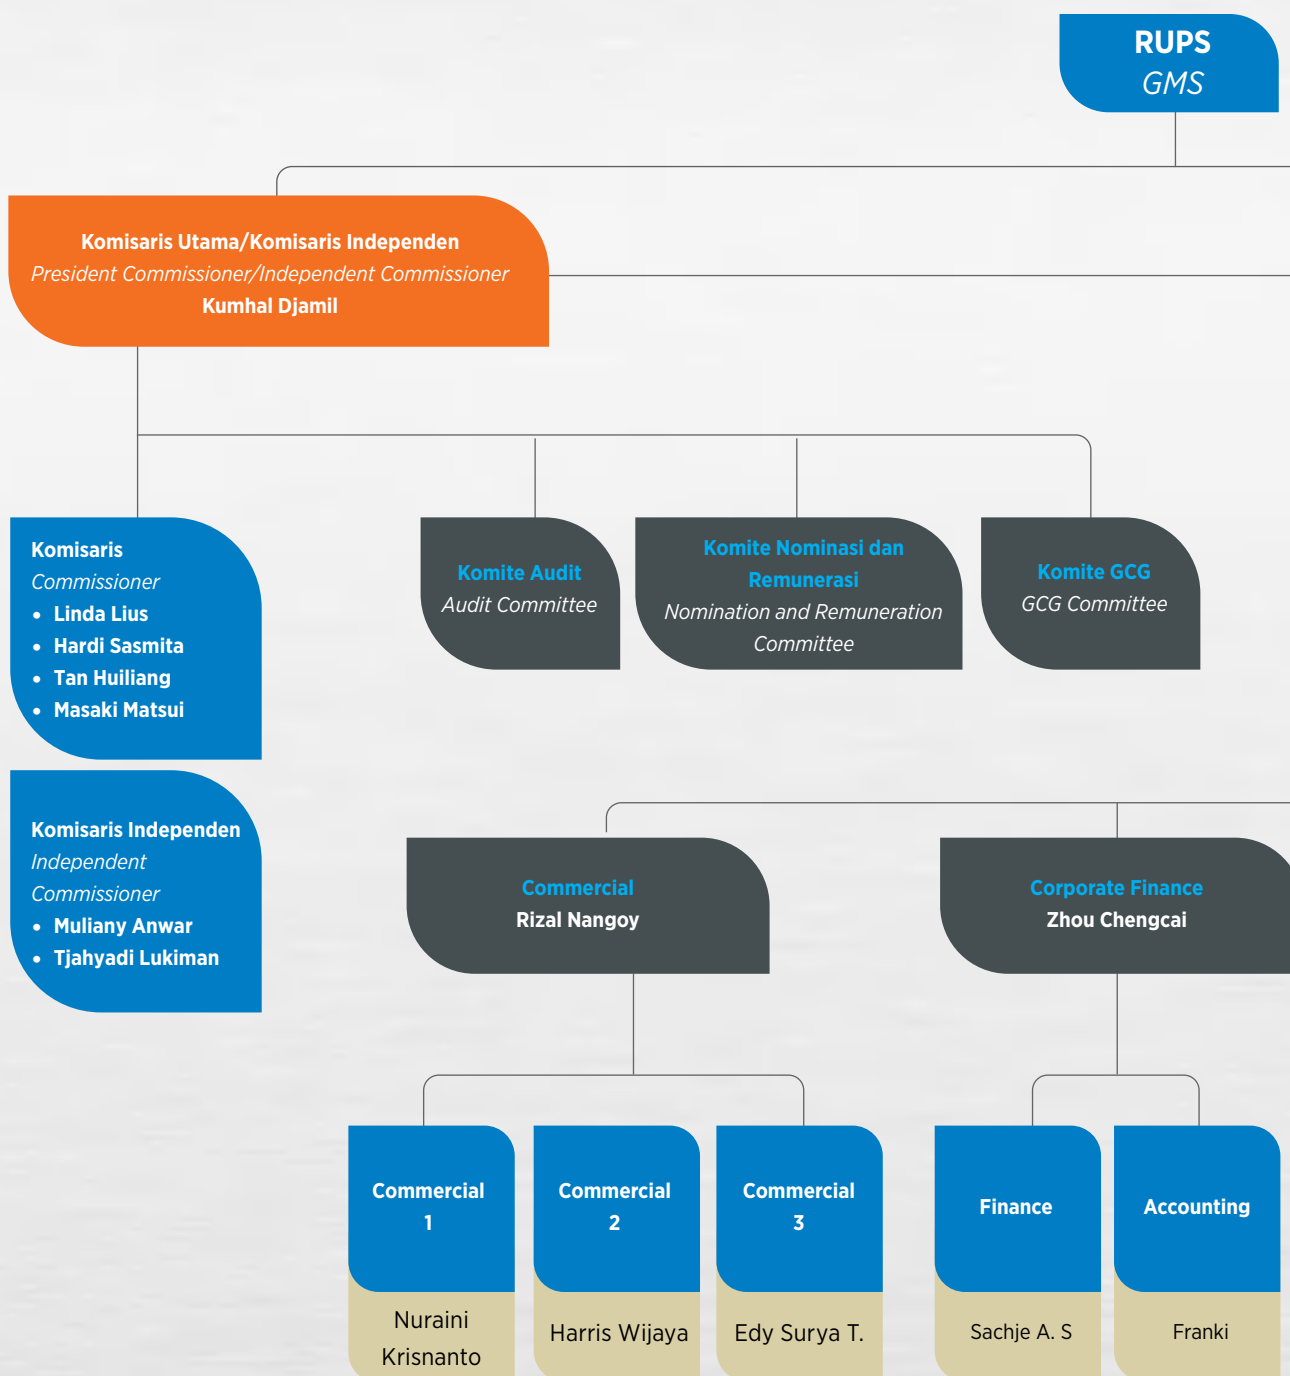 RUPS
GMS
Komisaris Utama/Komisaris Independen
President Commissioner/Independent Commissioner
Kumhal Djamil
Komisaris
Commissioner
• Linda Lius
• Hardi Sasmita
• Tan Huiliang
• Masaki Matsui
Komite Audit
Audit Committee
Komite Nominasi dan
Remunerasi
Nomination and Remuneration
Committee
Komite GCG
GCG Committee
Komisaris Independen
Independent
Commissioner
• Muliany Anwar
• Tjahyadi Lukiman
Commercial
Rizal Nangoy
Corporate Finance
Zhou Chengcai
Commercial
1
Nuraini
Krisnanto
Commercial
2
Harris Wijaya
Commercial
3
Edy Surya T.
Finance
Sachje A. S
Accounting
Franki